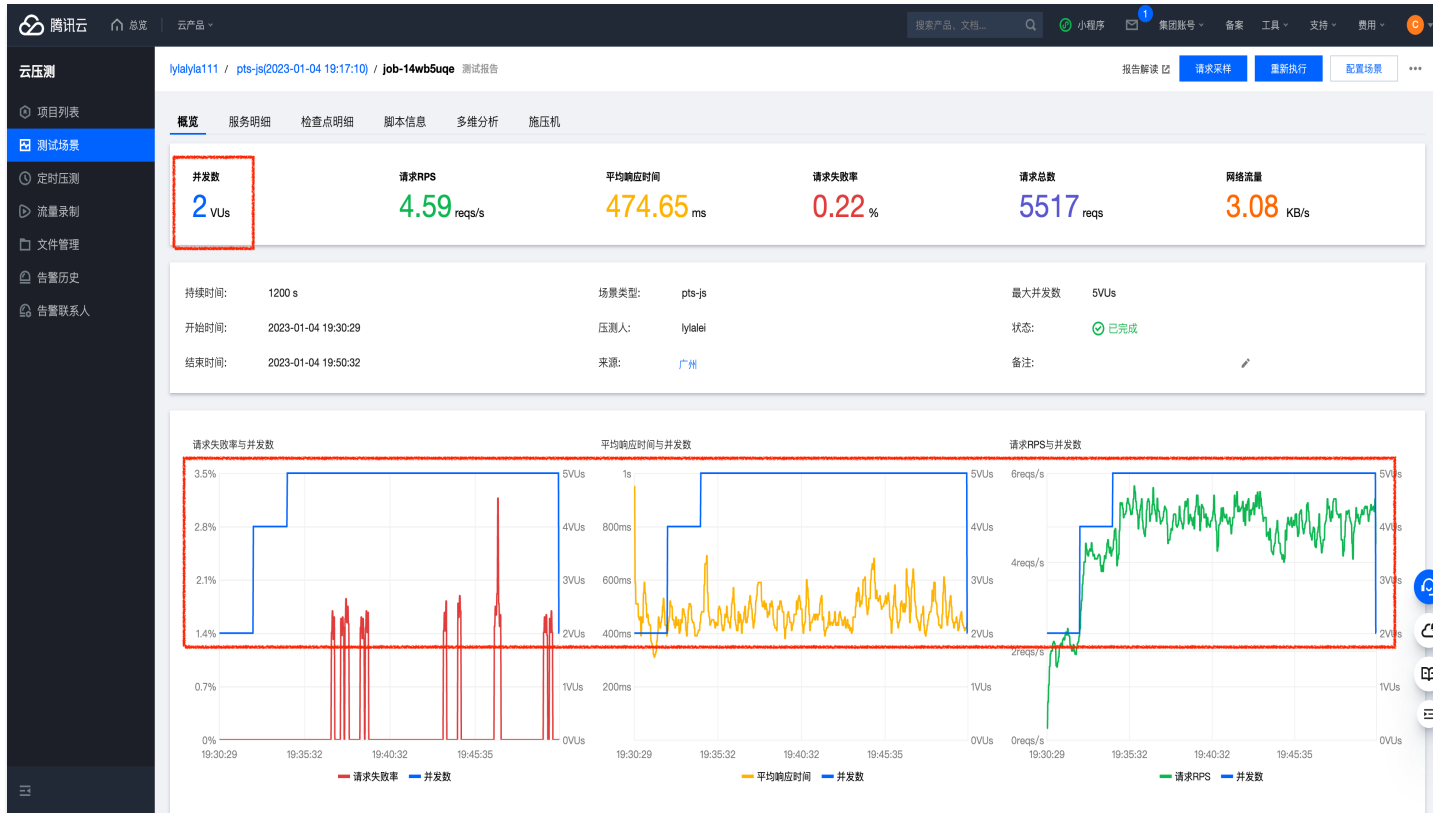 腾讯云 总览 云产品 搜索产品、文档... 小程序 1 集团账号 备案 工具 支持 费用 C
云压测
项目列表
测试场景
定时压测
流量录制
文件管理
告警历史
告警联系人
lylalyla111 / pts-js(2023-01-04 19:17:10) / job-14wb5uqe 测试报告 报告解读 请求采样 重新执行 配置场景
概览 服务明细 检查点明细 脚本信息 多维分析 施压机
并发数 请求RPS 平均响应时间 请求失败率 请求总数 网络流量
2 VUs 4.59 reqs/s 474.65 ms 0.22 % 5517 reqs 3.08 KB/s
持续时间: 1200 s 场景类型: pts-js 最大并发数 5VUs
开始时间: 2023-01-04 19:30:29 压测人: lylalei 状态: 已完成
结束时间: 2023-01-04 19:50:32 来源: 广州 备注:
请求失败率与并发数
3.5% 5VUs
2.8% 4VUs
2.1% 3VUs
1.4% 2VUs
0.7% 1VUs
0% 0VUs
19:30:29 19:35:32 19:40:32 19:45:35
请求失败率 并发数
平均响应时间与并发数
1s 5VUs
800ms 4VUs
600ms 3VUs
400ms 2VUs
200ms 1VUs
0VUs
19:30:29 19:35:32 19:40:32 19:45:35
平均响应时间 并发数
请求RPS与并发数
6reqs/s 5VUs
4VUs
4reqs/s 3VUs
2VUs
2reqs/s
1VUs
0reqs/s 0VUs
19:30:29 19:35:32 19:40:32 19:45:35
请求RPS 并发数